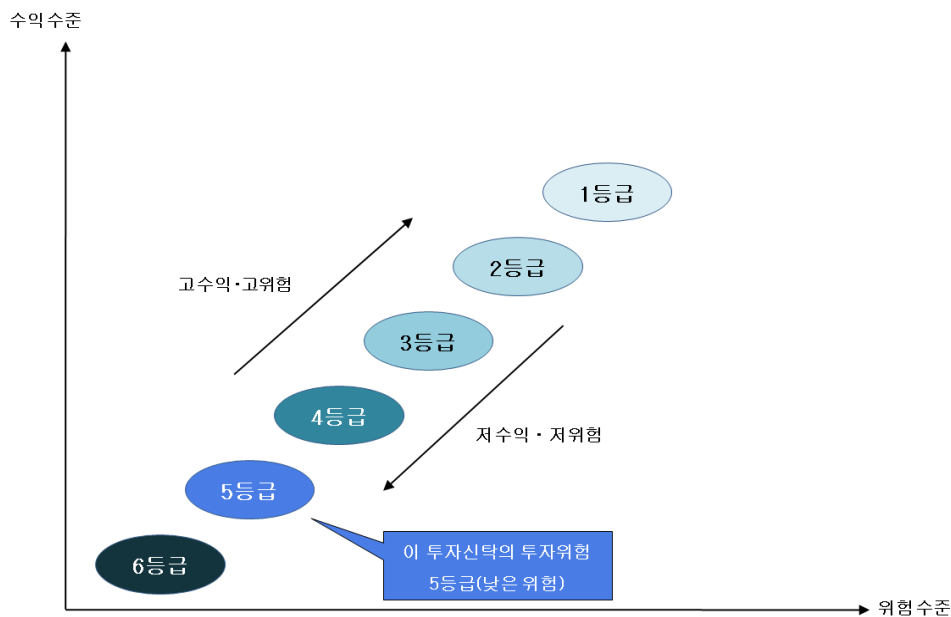 수익수준
1등급
2등급
고수익·고위험
3등급
4등급
저수익 · 저위험
5등급
이 투자신탁의 투자위험
5등급(낮은 위험)
6등급
위험수준